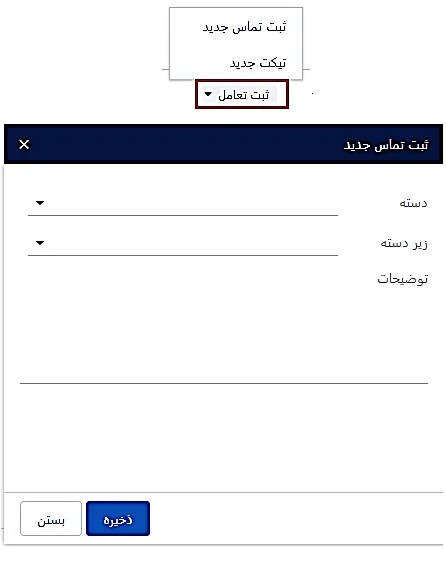 ثبت تماس جدید
تیکت جدید
ثبت تعامل
ثبت تماس جدید
دسته
زیر دسته
توضیحات
ذخیره
بستن